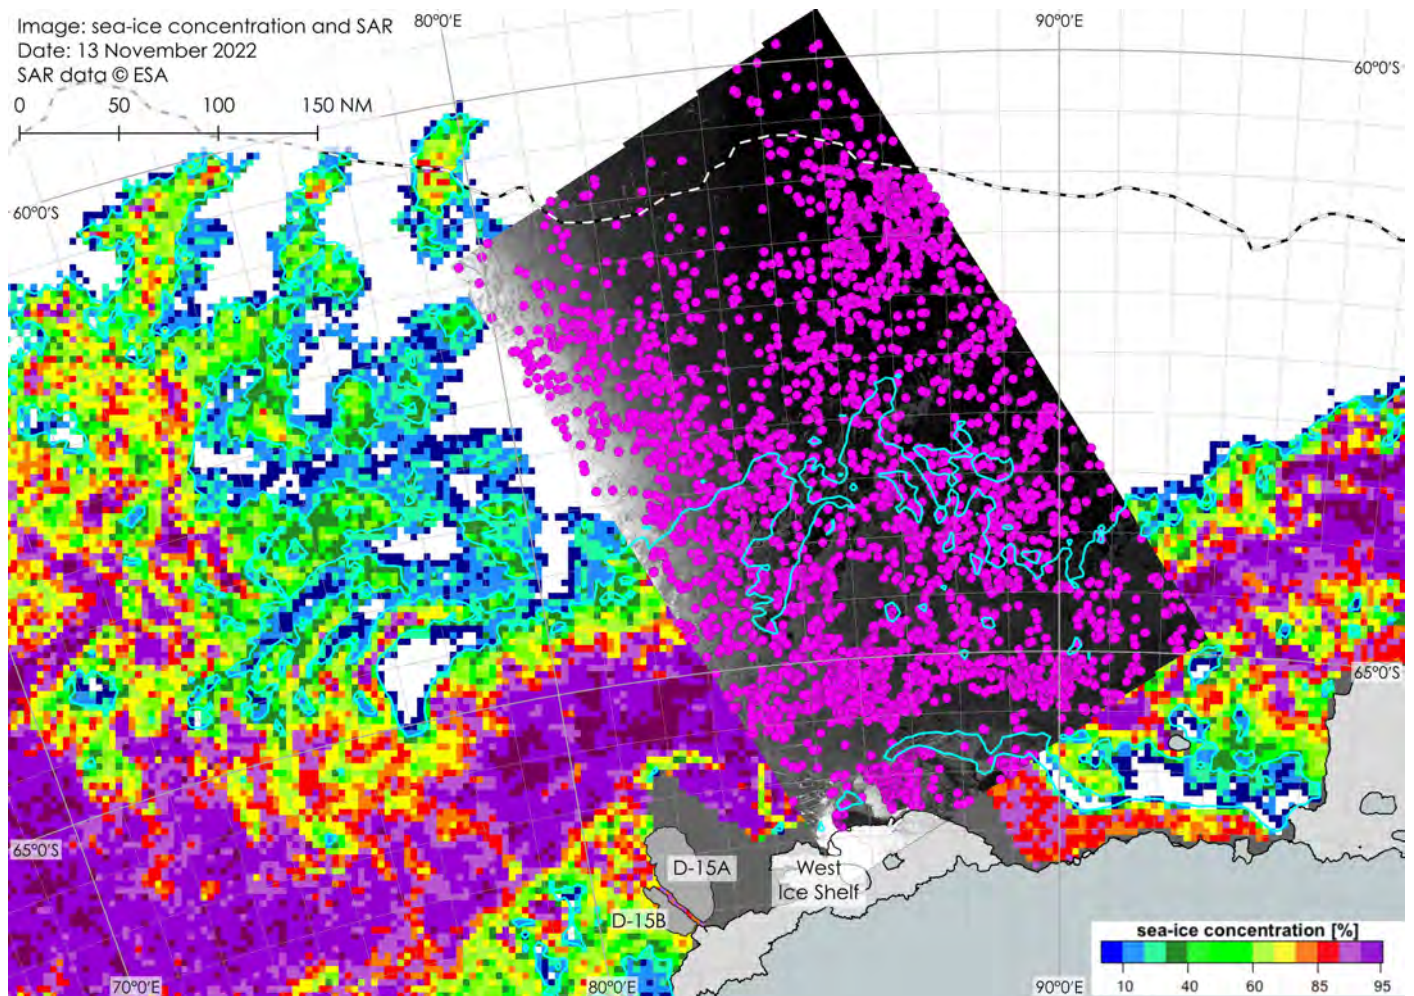 Image: sea-ice concentration and SAR
Date: 13 November 2022
SAR data © ESA
0 50 100 150 NM
80°0'E
90°0'E
60°0'S
60°0'S
65°0'S
65°0'S
D-15A
West
Ice Shelf
D-15B
70°0'E
80°0'E
90°0'E
sea-ice concentration [%]
10 40 60 85 95